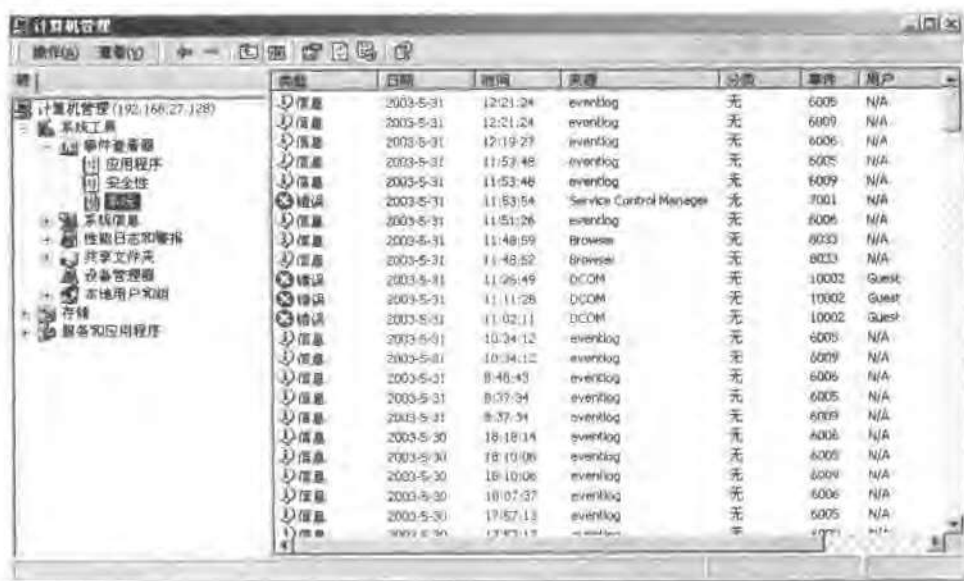 计算机管理
操作(A) 查看(V)
树
类型 日期 时间 来源 分类 事件 用户
计算机管理 (192.168.27.128)
系统工具
事件查看器
应用程序
安全性
系统
系统信息
性能日志和警报
共享文件夹
设备管理器
本地用户和组
存储
服务和应用程序
信息 2003-5-31 12:21:24 eventlog 无 6005 N/A
信息 2003-5-31 12:21:24 eventlog 无 6009 N/A
信息 2003-5-31 12:19:27 eventlog 无 6006 N/A
信息 2003-5-31 11:53:48 eventlog 无 6005 N/A
信息 2003-5-31 11:53:48 eventlog 无 6009 N/A
错误 2003-5-31 11:53:54 Service Control Manager 无 7001 N/A
信息 2003-5-31 11:51:26 eventlog 无 6006 N/A
信息 2003-5-31 11:48:59 Browser 无 8033 N/A
信息 2003-5-31 11:48:52 Browser 无 8033 N/A
错误 2003-5-31 11:26:49 DCOM 无 10002 Guest
错误 2003-5-31 11:11:28 DCOM 无 10002 Guest
错误 2003-5-31 11:02:11 DCOM 无 10002 Guest
信息 2003-5-31 10:34:12 eventlog 无 6005 N/A
信息 2003-5-31 10:34:12 eventlog 无 6009 N/A
信息 2003-5-31 8:48:43 eventlog 无 6006 N/A
信息 2003-5-31 8:37:34 eventlog 无 6005 N/A
信息 2003-5-31 8:37:34 eventlog 无 6009 N/A
信息 2003-5-30 18:18:14 eventlog 无 6006 N/A
信息 2003-5-30 18:10:06 eventlog 无 6005 N/A
信息 2003-5-30 18:10:06 eventlog 无 6009 N/A
信息 2003-5-30 18:07:37 eventlog 无 6006 N/A
信息 2003-5-30 17:57:13 eventlog 无 6005 N/A